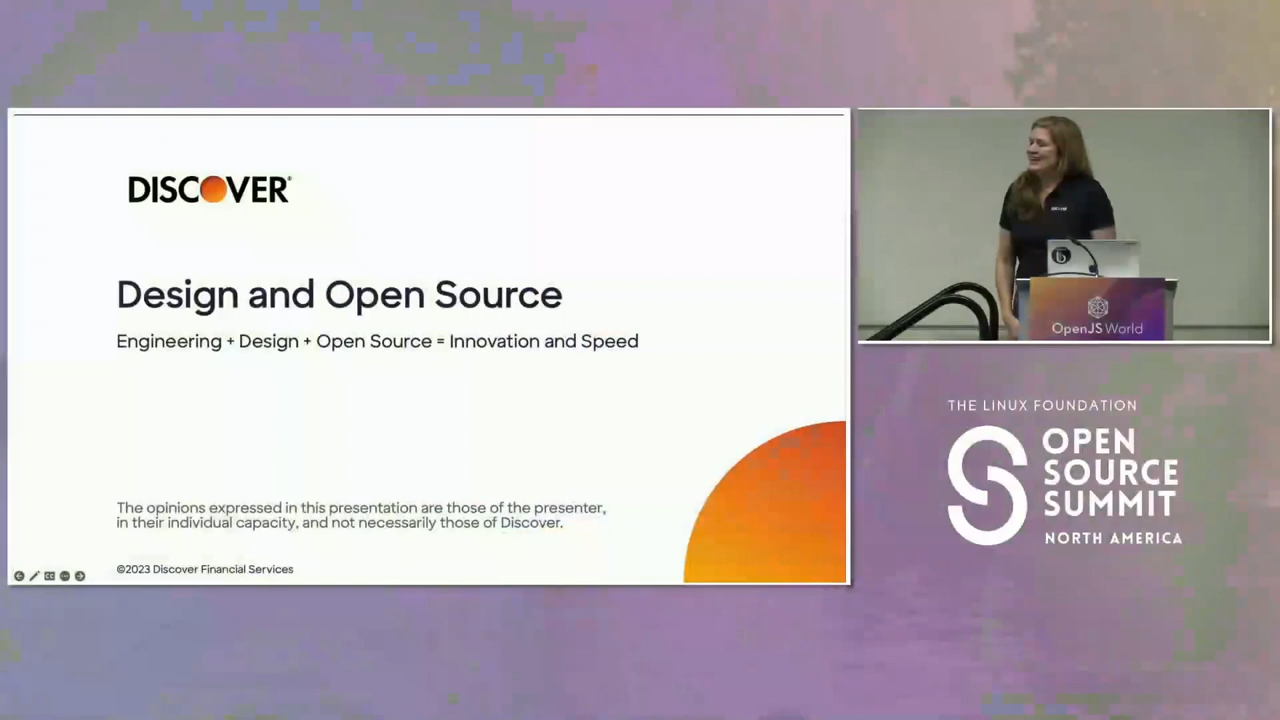 DISCOVER
Design and Open Source
Engineering + Design + Open Source = Innovation and Speed
The opinions expressed in this presentation are those of the presenter,
in their individual capacity, and not necessarily those of Discover.
©2023 Discover Financial Services
OpenJS World
THE LINUX FOUNDATION
OPEN
SOURCE
SUMMIT
NORTH AMERICA